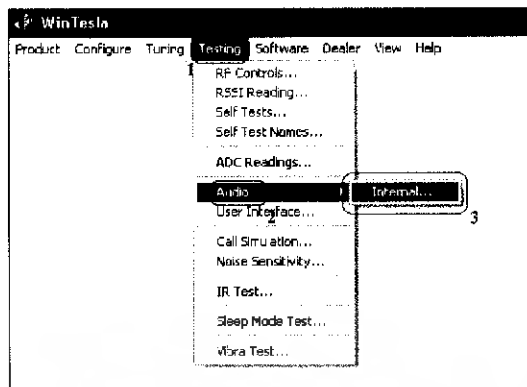 WinTesla
Product Configure Tuning Testing Software Dealer View Help
1
RF Controls...
RSSI Reading...
Self Tests...
Self Test Names...
ADC Readings...
Audio Internal...
2 3
User Interface...
Call Simulation...
Noise Sensitivity...
IR Test...
Sleep Mode Test...
Vibra Test...